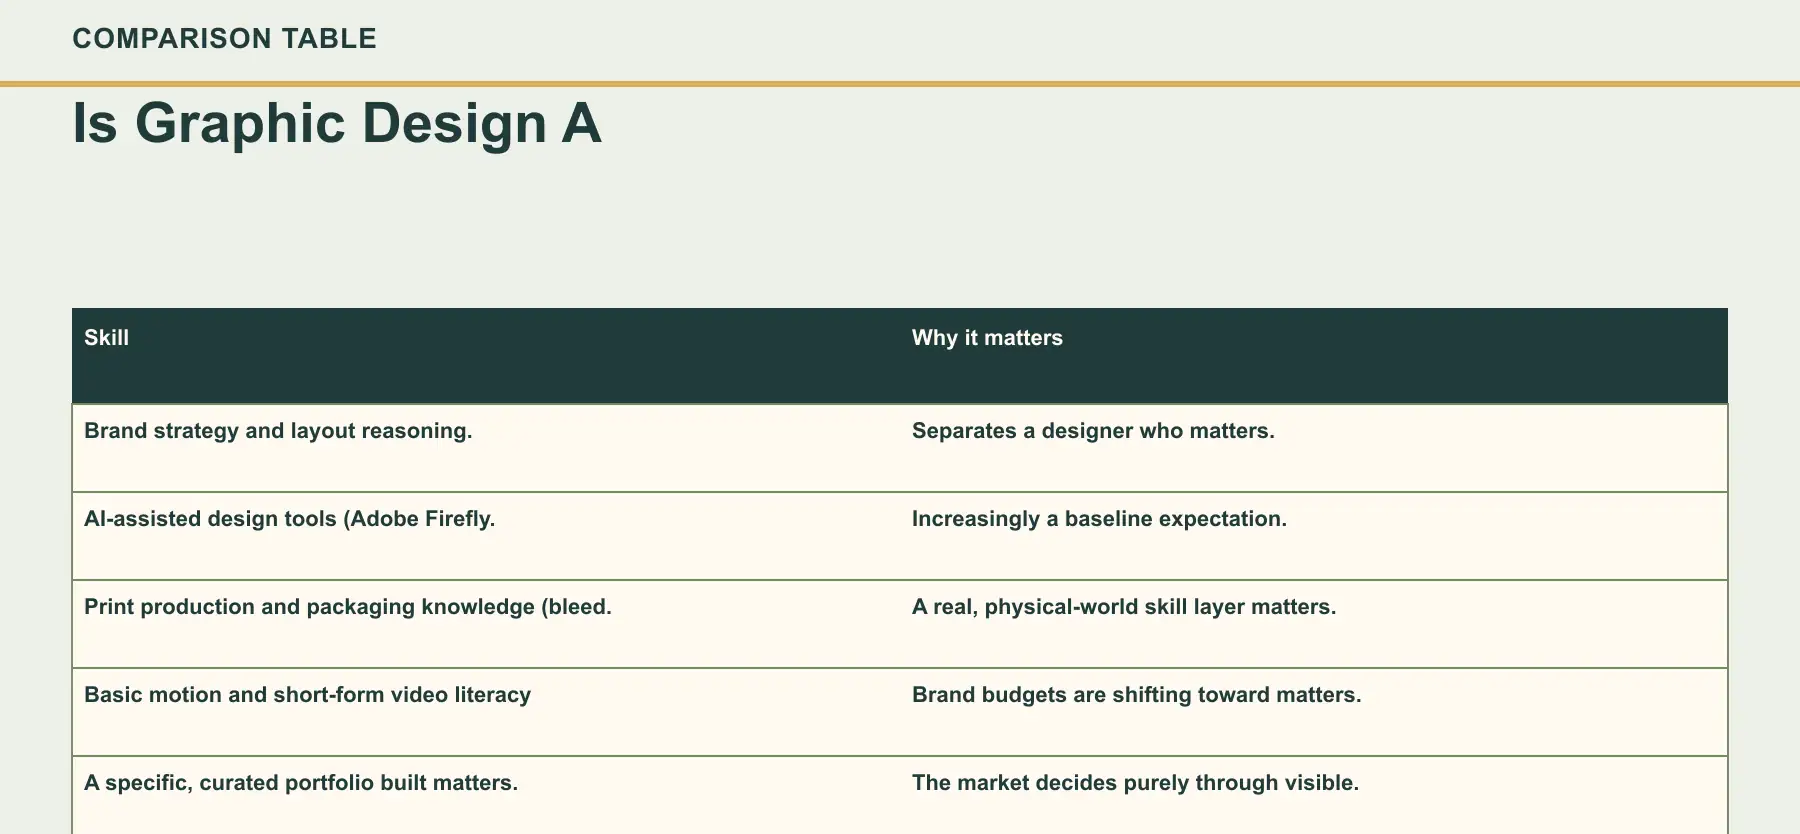 COMPARISON TABLE
Is Graphic Design A
Skill Why it matters
Brand strategy and layout reasoning. Separates a designer who matters.
AI-assisted design tools (Adobe Firefly. Increasingly a baseline expectation.
Print production and packaging knowledge (bleed. A real, physical-world skill layer matters.
Basic motion and short-form video literacy Brand budgets are shifting toward matters.
A specific, curated portfolio built matters. The market decides purely through visible.